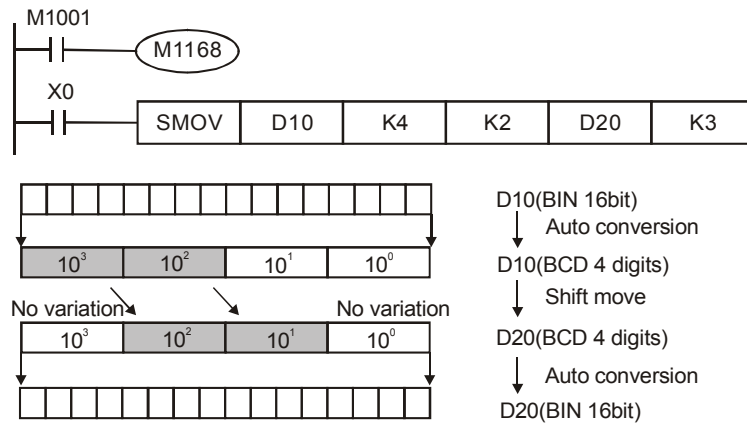 M1001
M1168
X0
SMOV D10 K4 K2 D20 K3
D10(BIN 16bit)
Auto conversion
10³ 10² 10¹ 10⁰
D10(BCD 4 digits)
Shift move
No variation No variation
10³ 10² 10¹ 10⁰
D20(BCD 4 digits)
Auto conversion
D20(BIN 16bit)